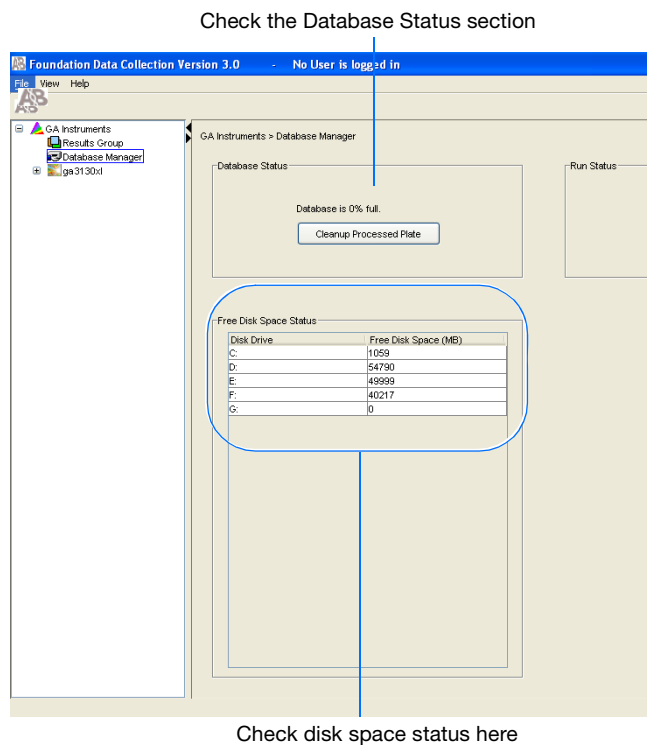 Check the Database Status section
Foundation Data Collection Version 3.0 - No User is logged in
File View Help
AB
GA Instruments
Results Group
Database Manager
ga3130xl
GA Instruments > Database Manager
Database Status
Run Status
Database is 0% full.
Cleanup Processed Plate
Free Disk Space Status
Disk Drive Free Disk Space (MB)
C: 1059
D: 54790
E: 49999
F: 40217
G: 0
Check disk space status here